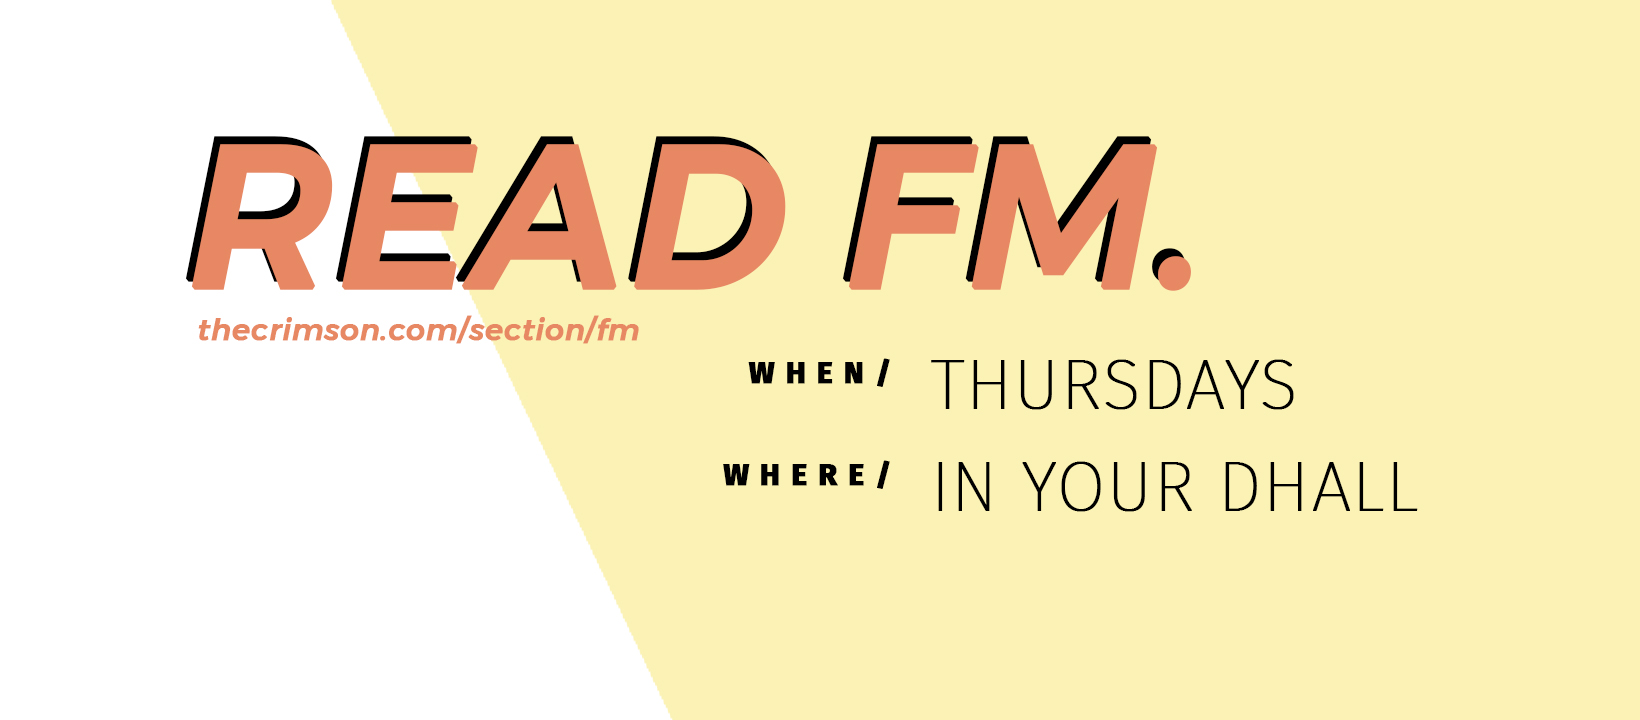 READ FM.
thecrimson.com/section/fm
WHEN/ THURSDAYS
WHERE/ IN YOUR DHALL